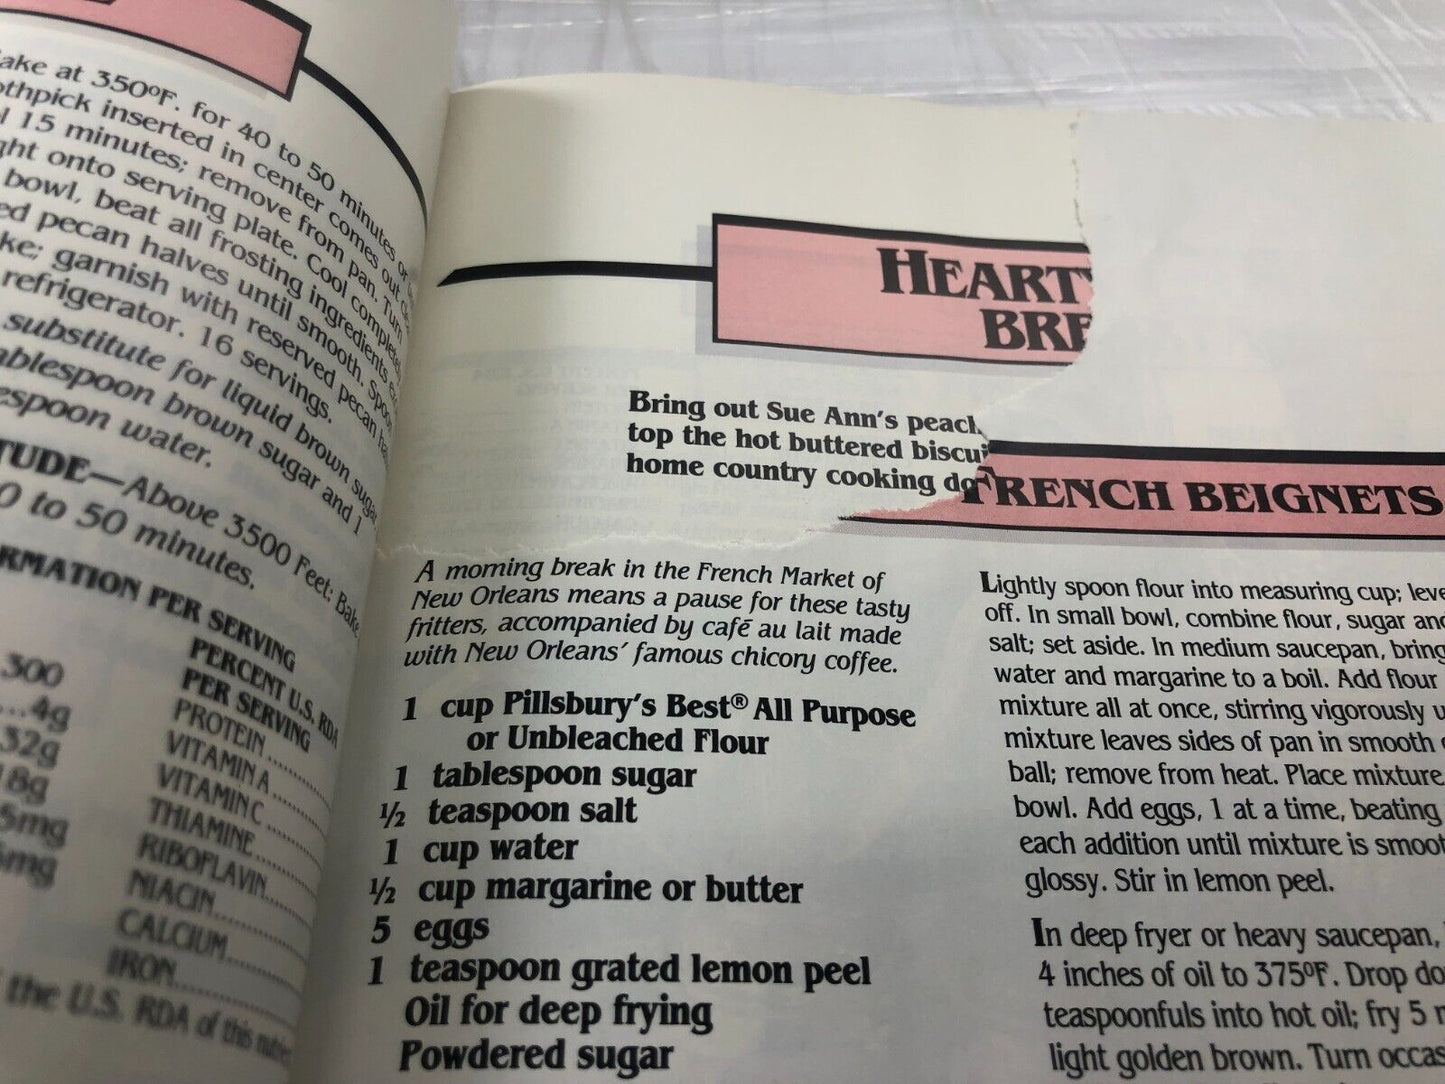 ake at 350ºF. for 40 to 50 minutes or
othpick inserted in center comes out
15 minutes; remove from pan. Turn
ght onto serving plate. Cool completely
bowl, beat all frosting ingredients
ed pecan halves until smooth. Spoon
ke; garnish with reserved pecan
refrigerator. 16 servings.
substitute for liquid brown sugar,
ablespoon brown sugar and 1
espoon water.
TUDE—Above 3500 Feet: Bake
0 to 50 minutes.
RMATION PER SERVING
PERCENT U.S. RDA
PER SERVING
300
PROTEIN
...4g
VITAMIN A
32g
VITAMIN C
18g
THIAMINE
5mg
RIBOFLAVIN
5mg
NIACIN
CALCIUM
IRON
the U.S. RDA of this
HEARTY
BRE
Bring out Sue Ann's peach
top the hot buttered biscui
home country cooking do
FRENCH BEIGNETS
A morning break in the French Market of
New Orleans means a pause for these tasty
fritters, accompanied by café au lait made
with New Orleans' famous chicory coffee.
1 cup Pillsbury's Best® All Purpose
or Unbleached Flour
1 tablespoon sugar
½ teaspoon salt
1 cup water
½ cup margarine or butter
5 eggs
1 teaspoon grated lemon peel
Oil for deep frying
Powdered sugar
Lightly spoon flour into measuring cup; leve
off. In small bowl, combine flour, sugar and
salt; set aside. In medium saucepan, bring
water and margarine to a boil. Add flour
mixture all at once, stirring vigorously u
mixture leaves sides of pan in smooth
ball; remove from heat. Place mixture
bowl. Add eggs, 1 at a time, beating
each addition until mixture is smoot
glossy. Stir in lemon peel.
In deep fryer or heavy saucepan,
4 inches of oil to 375ºF. Drop do
teaspoonfuls into hot oil; fry 5 m
light golden brown. Turn occas